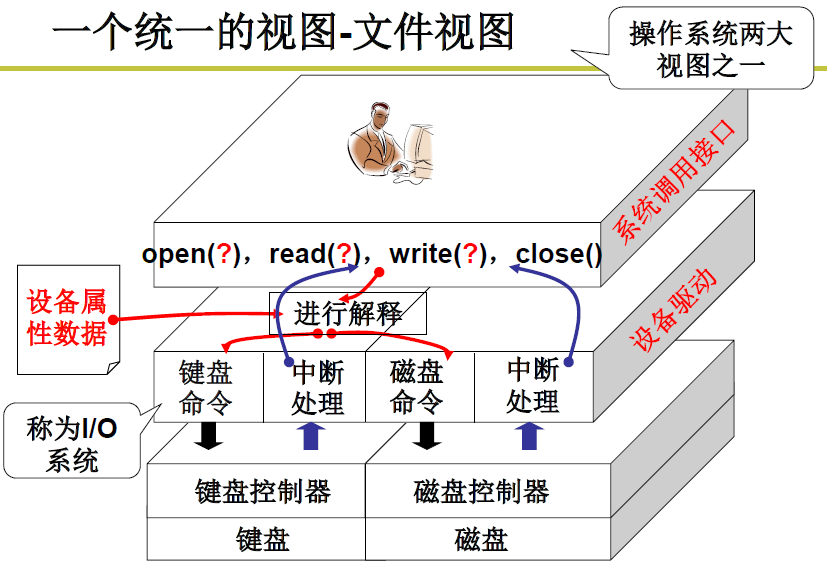 一个统一的视图-文件视图
操作系统两大
视图之一
系统调用接口
open(?)，read(?)，write(?)，close()
设备属
性数据
进行解释
设备驱动
键盘
命令
中断
处理
磁盘
命令
中断
处理
称为I/O
系统
键盘控制器
磁盘控制器
键盘
磁盘